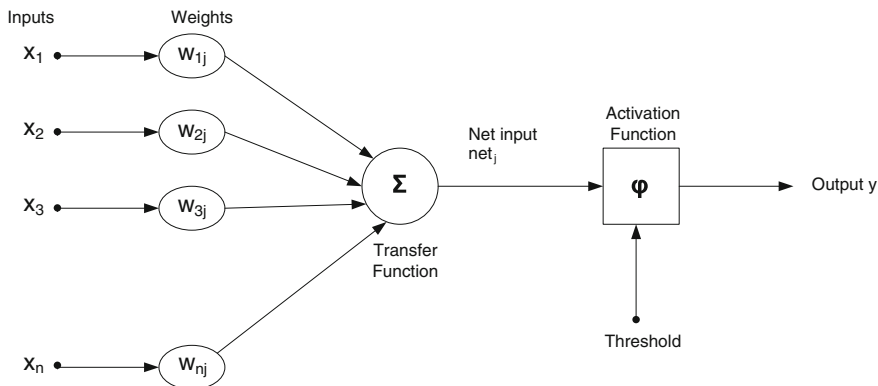 Inputs
Weights
x1
w1j
x2
w2j
x3
w3j
xn
wnj
Σ
Transfer
Function
Net input
netj
Activation
Function
φ
Threshold
Output y